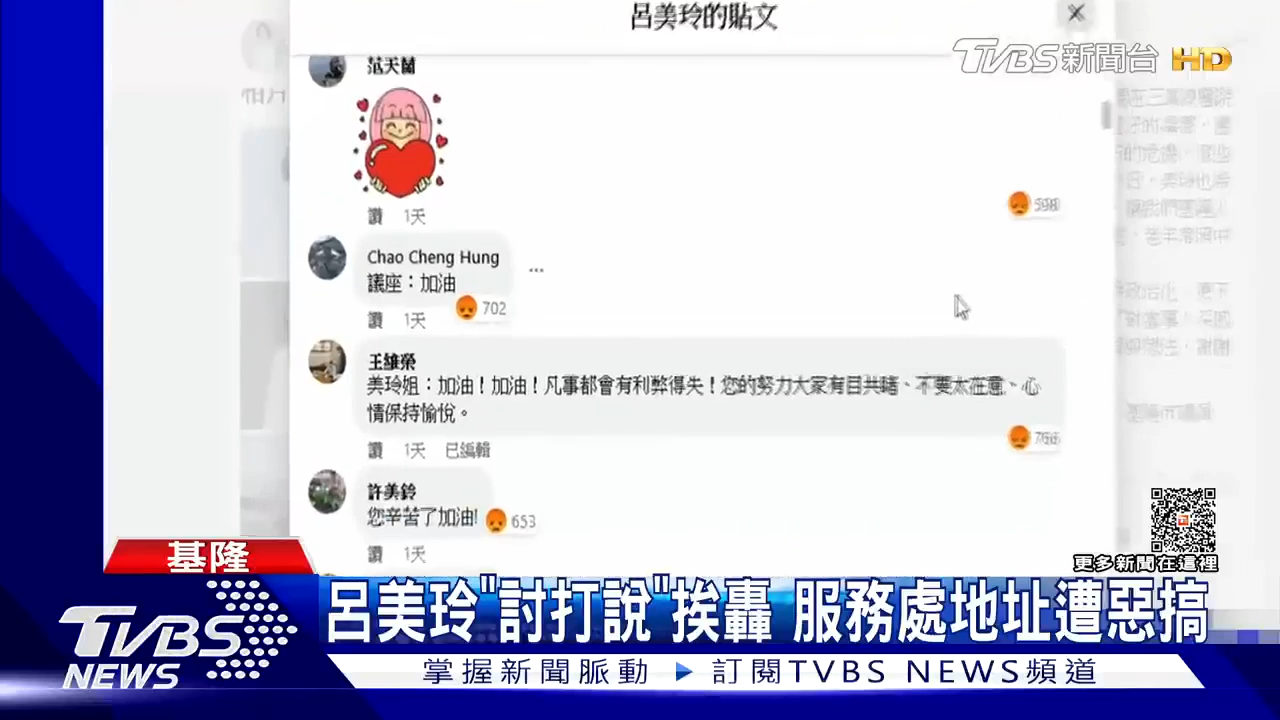 呂美玲的貼文
TVBS新聞台 HD
范天蘭
讚 1天
598
Chao Cheng Hung
議座：加油
702
讚 1天
王雄榮
美玲姐：加油！加油！凡事都會有利弊得失！您的努力大家有目共睹、不要太在意、心
情保持愉悅。
讚 1天 已編輯
許美鈴
您辛苦了加油!
653
讚 1天
更多新聞在這裡
基隆
呂美玲"討打說"挨轟 服務處地址遭惡搞
TVBS NEWS
掌握新聞脈動 ▶ 訂閱TVBS NEWS頻道